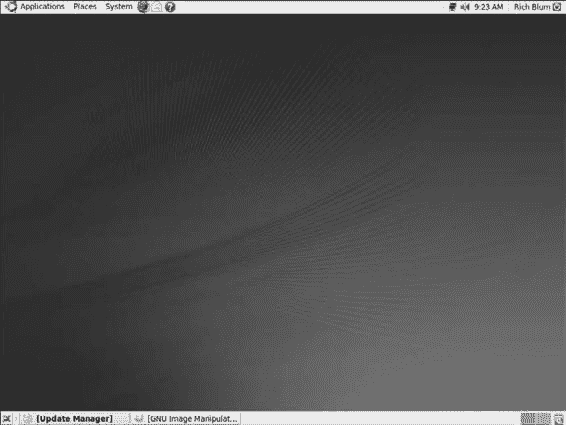 Applications Places System 9:23 AM Rich Blum
[Update Manager] [GNU Image Manipulat...